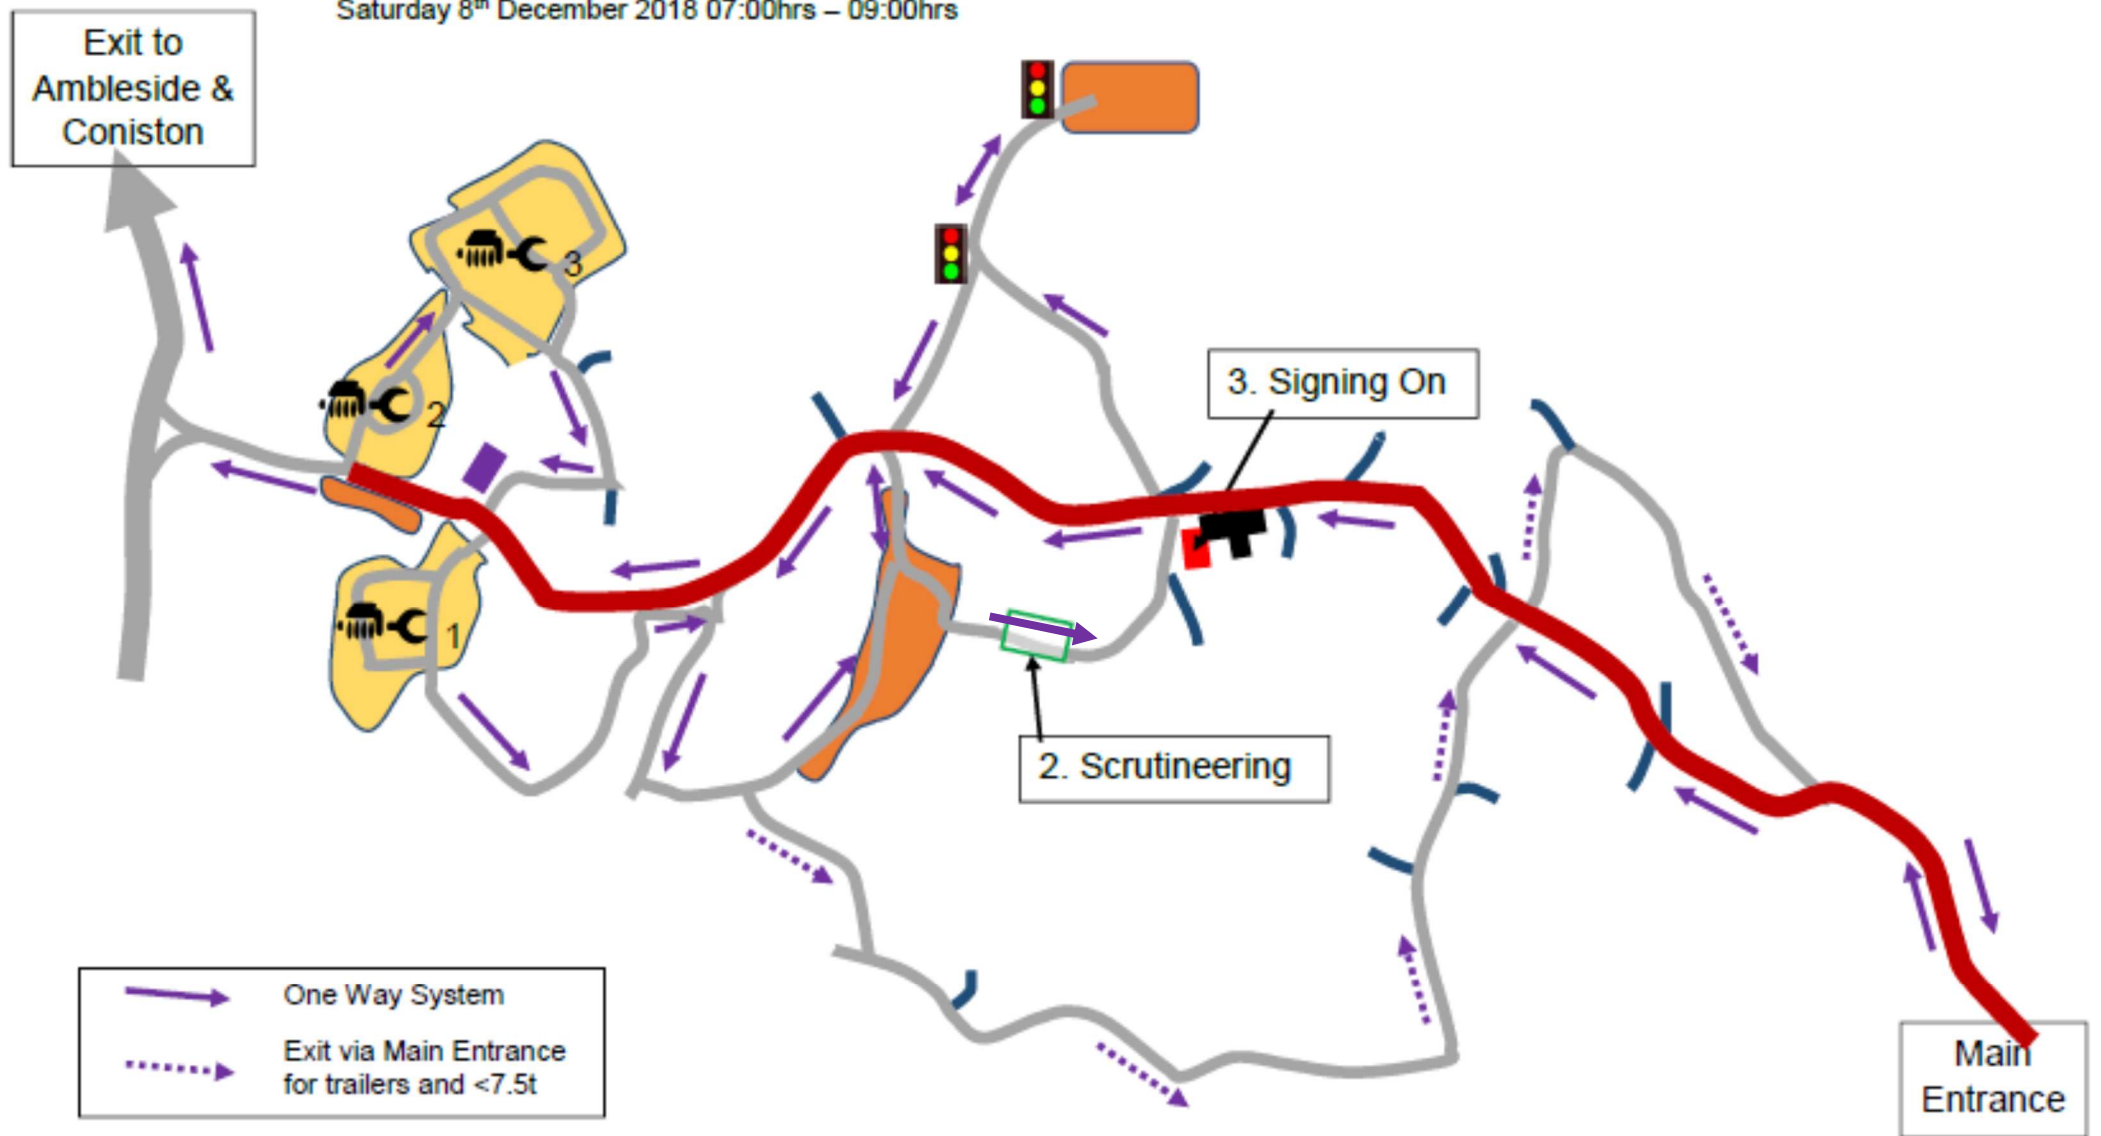 Saturday 8th December 2018 07:00hrs – 09:00hrs
Exit to
Ambleside &
Coniston
3
2
3. Signing On
1
2. Scrutineering
One Way System
Exit via Main Entrance
for trailers and <7.5t
Main
Entrance